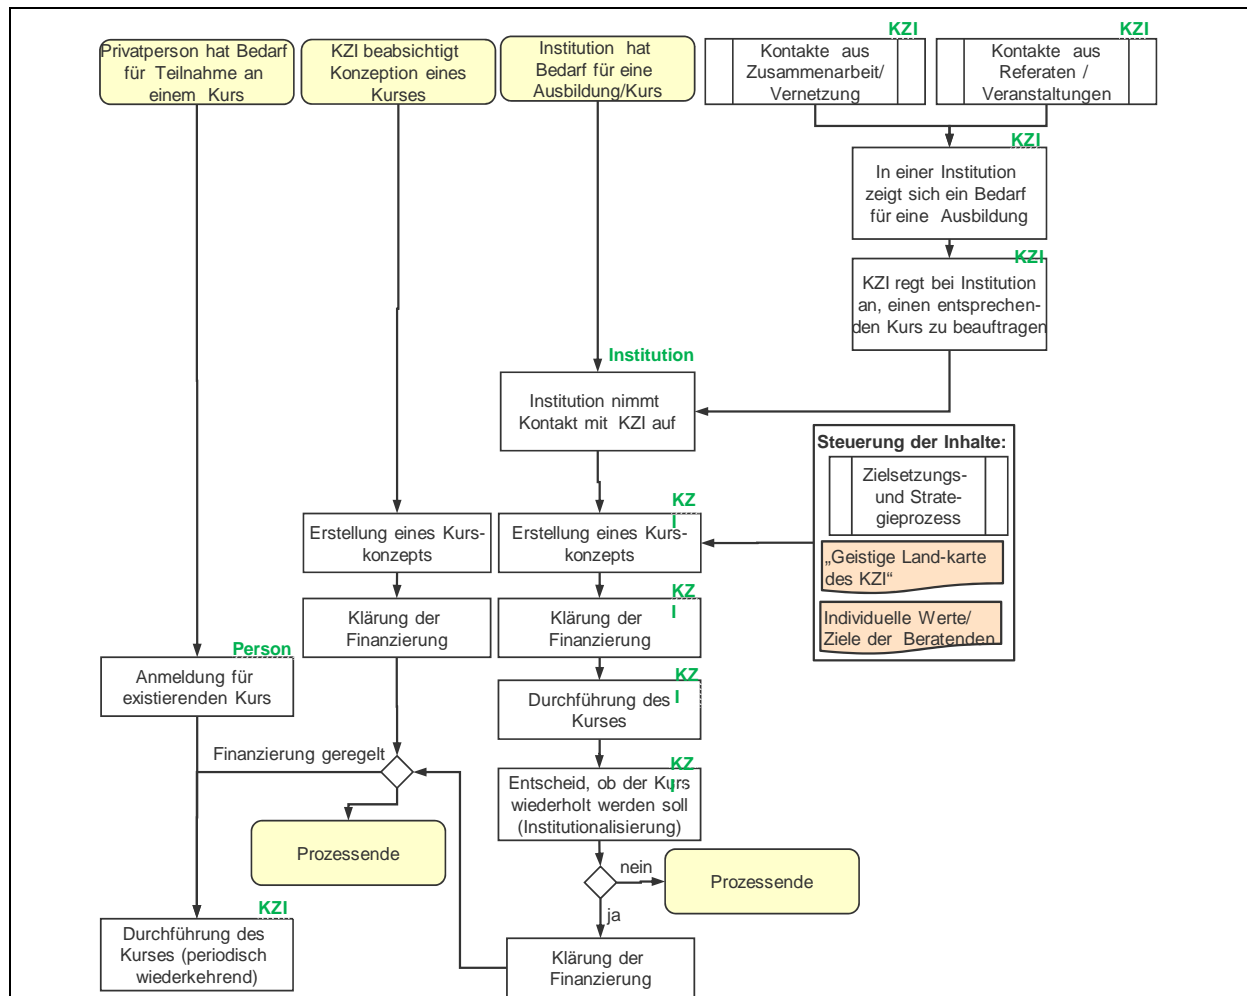 Privatperson hat Bedarf
für Teilnahme an
einem Kurs
KZI beabsichtigt
Konzeption eines
Kurses
Institution hat
Bedarf für eine
Ausbildung/Kurs
KZI
Kontakte aus
Zusammenarbeit/
Vernetzung
KZI
Kontakte aus
Referaten /
Veranstaltungen
KZI
In einer Institution
zeigt sich ein Bedarf
für eine Ausbildung
KZI
KZI regt bei Institution
an, einen entsprechen-
den Kurs zu beauftragen
Institution
Institution nimmt
Kontakt mit KZI auf
Steuerung der Inhalte:
Zielsetzungs-
und Strate-
gieprozess
„Geistige Land-karte
des KZI“
Individuelle Werte/
Ziele der Beratenden
Erstellung eines Kurs-
konzepts
KZ
I
Erstellung eines Kurs-
konzepts
Klärung der
Finanzierung
KZ
I
Klärung der
Finanzierung
Person
Anmeldung für
existierenden Kurs
KZ
I
Durchführung des
Kurses
Finanzierung geregelt
KZ
I
Entscheid, ob der Kurs
wiederholt werden soll
(Institutionalisierung)
Prozessende
nein
Prozessende
ja
KZI
Durchführung des
Kurses (periodisch
wiederkehrend)
Klärung der
Finanzierung